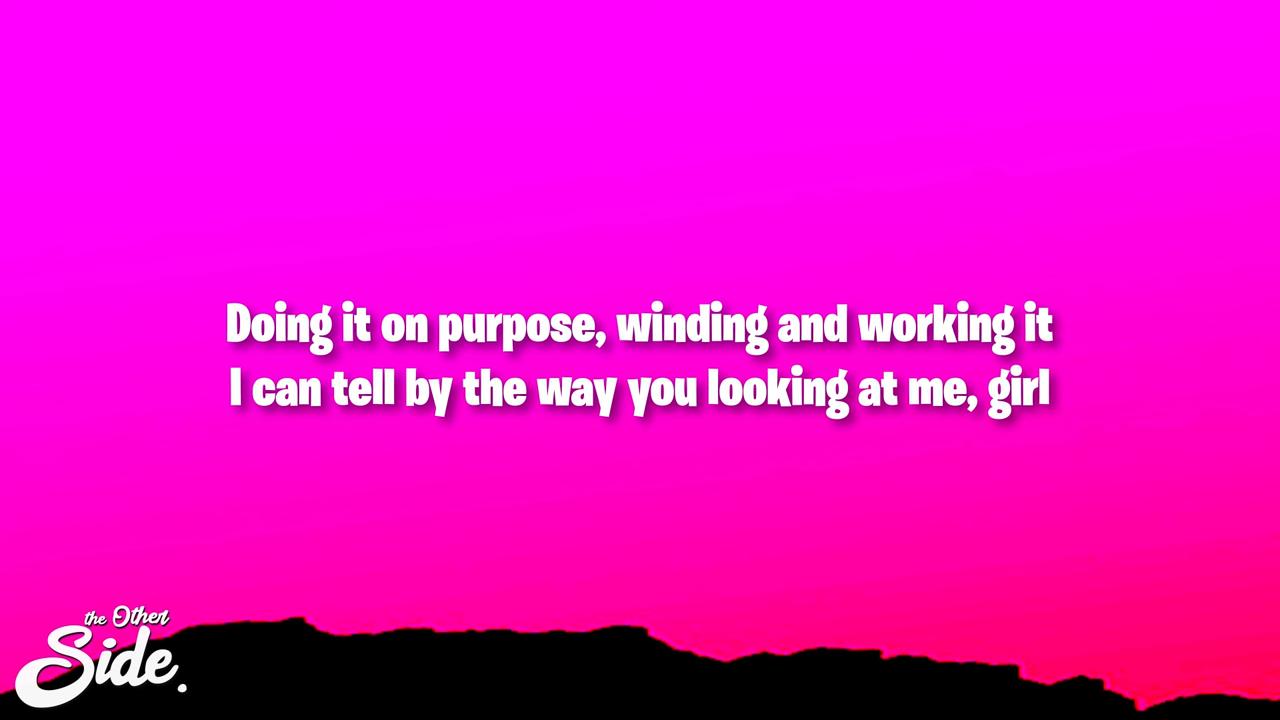 Doing it on purpose, winding and working it
I can tell by the way you looking at me, girl
the Other
Side.